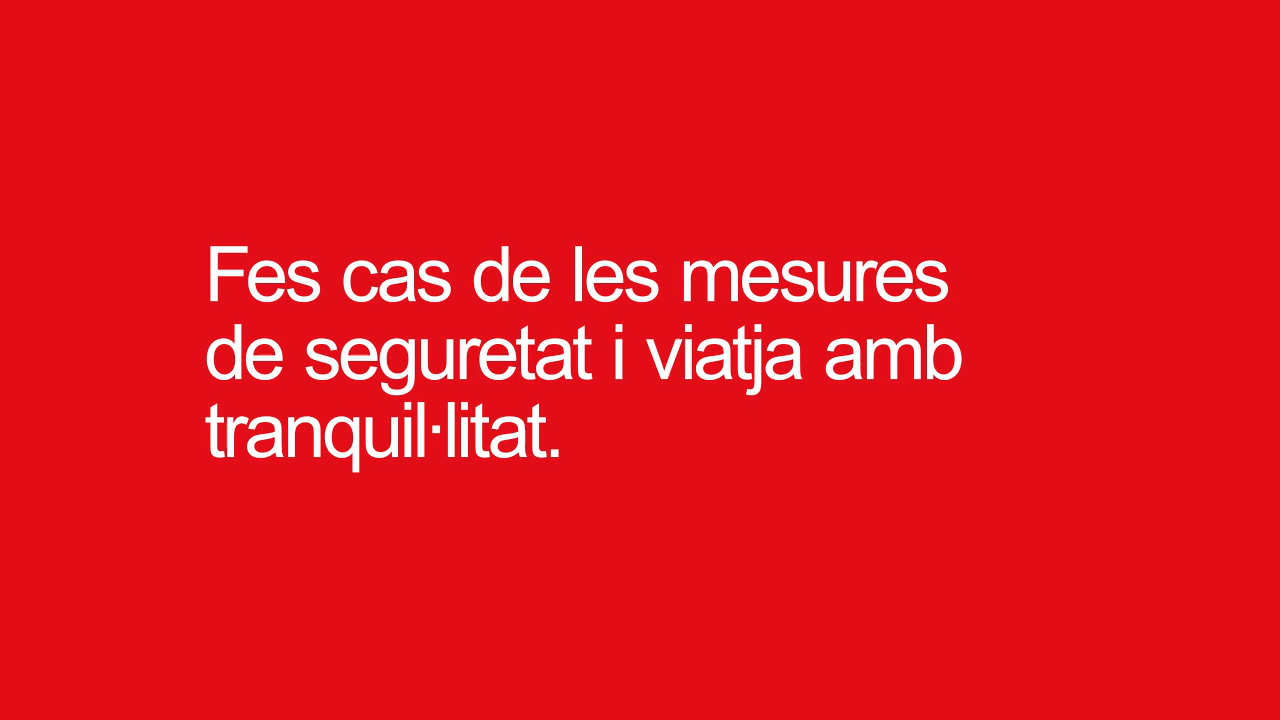 Fes cas de les mesures
de seguretat i viatja amb
tranquil·litat.